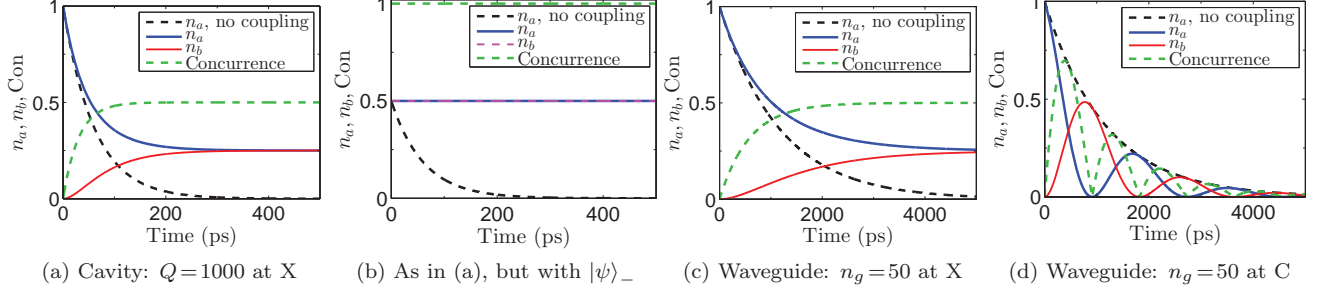 n_a, n_b, Con
1
0.5
0
0
200
400
Time (ps)
n_a, no coupling
n_a
n_b
Concurrence
(a) Cavity: Q=1000 at X
n_a, n_b, Con
1
0.5
0
0
200
400
Time (ps)
n_a, no coupling
n_a
n_b
Concurrence
(b) As in (a), but with |ψ⟩_−
n_a, n_b, Con
1
0.5
0
0
2000
4000
Time (ps)
n_a, no coupling
n_a
n_b
Concurrence
(c) Waveguide: n_g=50 at X
n_a, n_b, Con
1
0.5
0
0
2000
4000
Time (ps)
n_a, no coupling
n_a
n_b
Concurrence
(d) Waveguide: n_g=50 at C